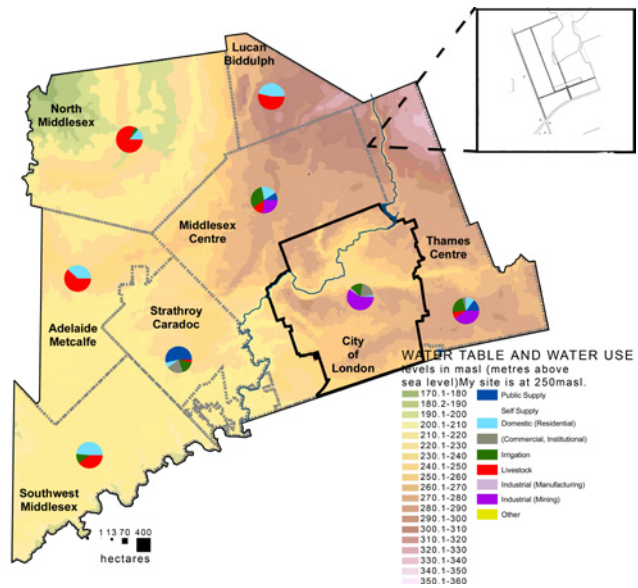 Lucan
Biddulph
North
Middlesex
Middlesex
Centre
Thames
Centre
Adelaide
Metcalfe
Strathroy
Caradoc
City
of
London
Southwest
Middlesex
1 13 70 400
hectares
WATER TABLE AND WATER USE
levels in masl (metres above
sea level)My site is at 250masl.
170.1-180
180.2-190
190.1-200
200.1-210
210.1-220
220.1-230
230.1-240
240.1-250
250.1-260
260.1-270
270.1-280
280.1-290
290.1-300
300.1-310
310.1-320
320.1-330
330.1-340
340.1-350
350.1-360
Public Supply
Self Supply
Domestic (Residential)
(Commercial, Institutional)
Irrigation
Livestock
Industrial (Manufacturing)
Industrial (Mining)
Other